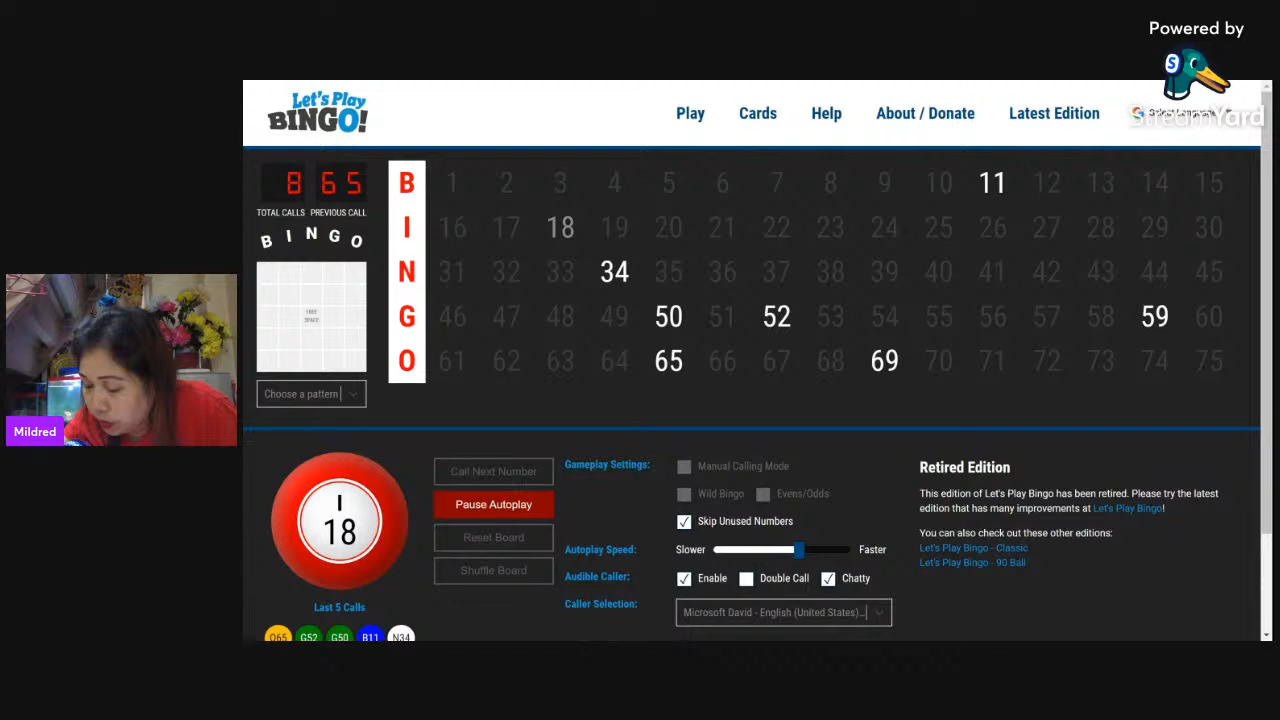 Powered by
StreamYard
Let's Play
BINGO!
Play
Cards
Help
About / Donate
Latest Edition
Select Language
8
65
TOTAL CALLS
PREVIOUS CALL
B I N G O
FREE
SPACE
Choose a pattern
B 1 2 3 4 5 6 7 8 9 10 11 12 13 14 15
I 16 17 18 19 20 21 22 23 24 25 26 27 28 29 30
N 31 32 33 34 35 36 37 38 39 40 41 42 43 44 45
G 46 47 48 49 50 51 52 53 54 55 56 57 58 59 60
O 61 62 63 64 65 66 67 68 69 70 71 72 73 74 75
Mildred
I
18
Last 5 Calls
O65 G52 G50 B11 N34
Call Next Number
Pause Autoplay
Reset Board
Shuffle Board
Gameplay Settings:
Manual Calling Mode
Wild Bingo
Evens/Odds
Skip Unused Numbers
Autoplay Speed:
Slower
Faster
Audible Caller:
Enable
Double Call
Chatty
Caller Selection:
Microsoft David - English (United States)...
Retired Edition
This edition of Let's Play Bingo has been retired. Please try the latest
edition that has many improvements at Let's Play Bingo!
You can also check out these other editions:
Let's Play Bingo - Classic
Let's Play Bingo - 90 Ball